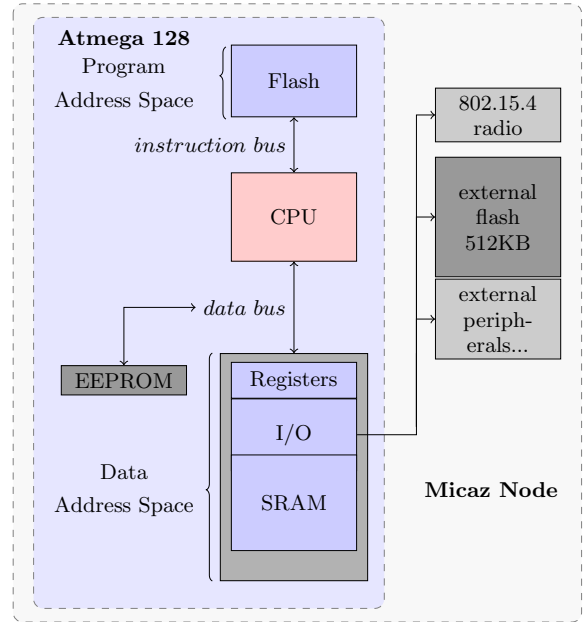 Atmega 128
Program
Address Space
Flash
instruction bus
CPU
data bus
EEPROM
Registers
I/O
SRAM
Data
Address Space
802.15.4
radio
external
flash
512KB
external
periph-
erals...
Micaz Node